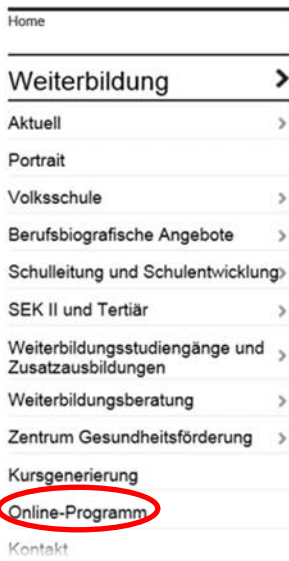 Home
Weiterbildung
Aktuell
Portrait
Volksschule
Berufsbiografische Angebote
Schulleitung und Schulentwicklung
SEK II und Tertiär
Weiterbildungsstudiengänge und
Zusatzausbildungen
Weiterbildungsberatung
Zentrum Gesundheitsförderung
Kursgenerierung
Online-Programm
Kontakt